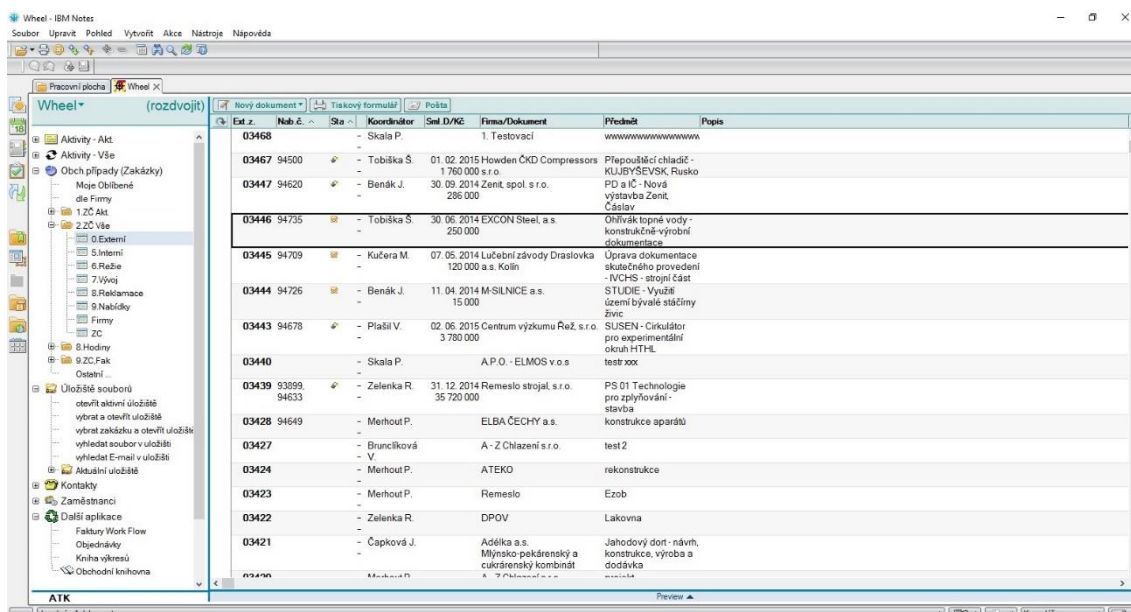 Wheel - IBM Notes
Soubor Upravit Pohled Vytvořit Akce Nástroje Nápověda
Pracovní plocha Wheel
Wheel (rozdvojit)
Nový dokument Tiskový formulář Pošta
Aktivity - Akt.
Aktivity - Vše
Obch.případy (Zakázky)
Moje Oblíbené
dle Firmy
1.ZČ Akt.
2.ZČ Vše
0.Externí
5.Interní
6.Režie
7.Vývoj
8.Reklamace
9.Nabídky
Firmy
ZC
8.Hodiny
9.ZC,Fak
Ostatní ...
Úložiště souborů
otevřít aktivní úložiště
vybrat a otevřít uložiště
vybrat zakázku a otevřít uložiště
vyhledat soubor v uložišti
vyhledat E-mail v uložišti
Aktuální uložiště
Kontakty
Zaměstnanci
Další aplikace
Faktury Work Flow
Objednávky
Kniha výkresů
Obchodní knihovna
ATK
Ext.z. Nab.č. Sta Koordinátor Sml.D/Kč Firma/Dokument Předmět Popis
03468 - Skala P. 1. Testovací wwwwwwwwwwwwwwww
-
03467 94500 - Tobiška Š. 01. 02. 2015 Howden ČKD Compressors Přepouštěcí chladič -
- 1 760 000 s.r.o. KUJBYŠEVSK, Rusko
03447 94620 - Benák J. 30. 09. 2014 Zenit, spol. s r.o. PD a IČ - Nová
- 286 000 výstavba Zenit,
Čáslav
03446 94735 - Tobiška Š. 30. 06. 2014 EXCON Steel, a.s. Ohřívák topné vody -
- 250 000 konstrukčně-výrobní
dokumentace
03445 94709 - Kučera M. 07. 05. 2014 Lučební závody Draslovka Úprava dokumentace
- 120 000 a.s. Kolín skutečného provedení
- IVCHS - strojní část
03444 94726 - Benák J. 11. 04. 2014 M-SILNICE a.s. STUDIE - Využití
- 15 000 území bývalé stáčírny
živic
03443 94678 - Plašil V. 02. 06. 2015 Centrum výzkumu Řež, s.r.o. SUSEN - Cirkulátor
- 3 780 000 pro experimentální
okruh HTHL
03440 - Skala P. A.P.O. - ELMOS v.o.s testr xxx
-
03439 93899, - Zelenka R. 31. 12. 2014 Remeslo strojal, s.r.o. PS 01 Technologie
94633 - 35 720 000 pro zplyňování -
stavba
03428 94649 - Merhout P. ELBA ČECHY a.s. konstrukce aparátů
-
03427 - Brunclíková A - Z Chlazení s.r.o. test 2
- V.
03424 - Merhout P. ATEKO rekonstrukce
-
03423 - Merhout P. Remeslo Ezob
-
03422 - Zelenka R. DPOV Lakovna
-
03421 - Čapková J. Adélka a.s. Jahodový dort - návrh,
- Mlýnsko-pekárenský a konstrukce, výroba a
cukrárenský kombinát dodávka
Preview